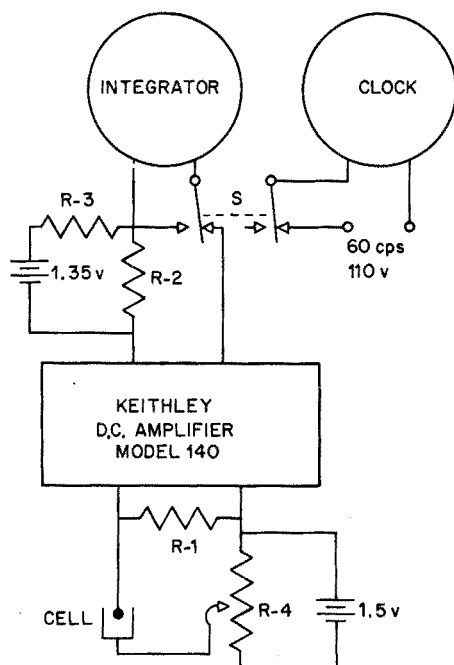 INTEGRATOR
CLOCK
S
R-3
1.35 v
R-2
60 cps
110 v
KEITHLEY
D.C. AMPLIFIER
MODEL 140
R-1
CELL
R-4
1.5 v